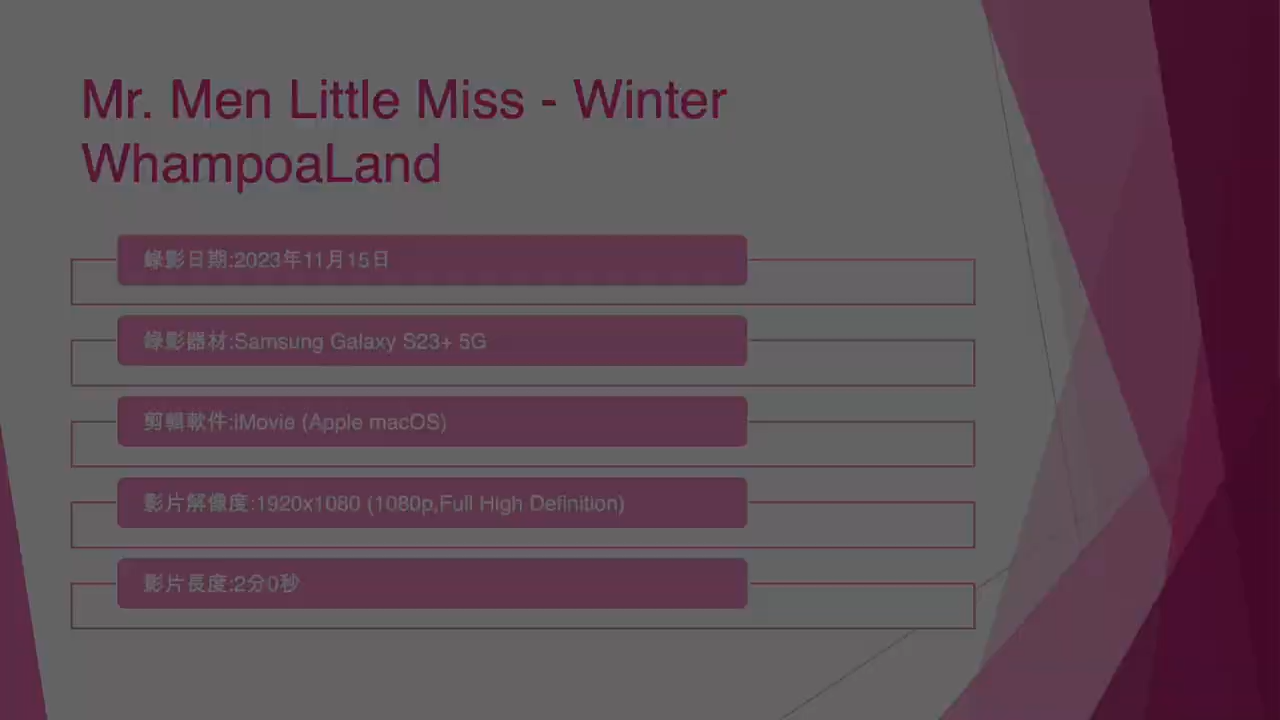 Mr. Men Little Miss - Winter
WhampoaLand
錄影日期:2023年11月15日
錄影器材:Samsung Galaxy S23+ 5G
剪輯軟件:iMovie (Apple macOS)
影片解像度:1920x1080 (1080p,Full High Definition)
影片長度:2分0秒